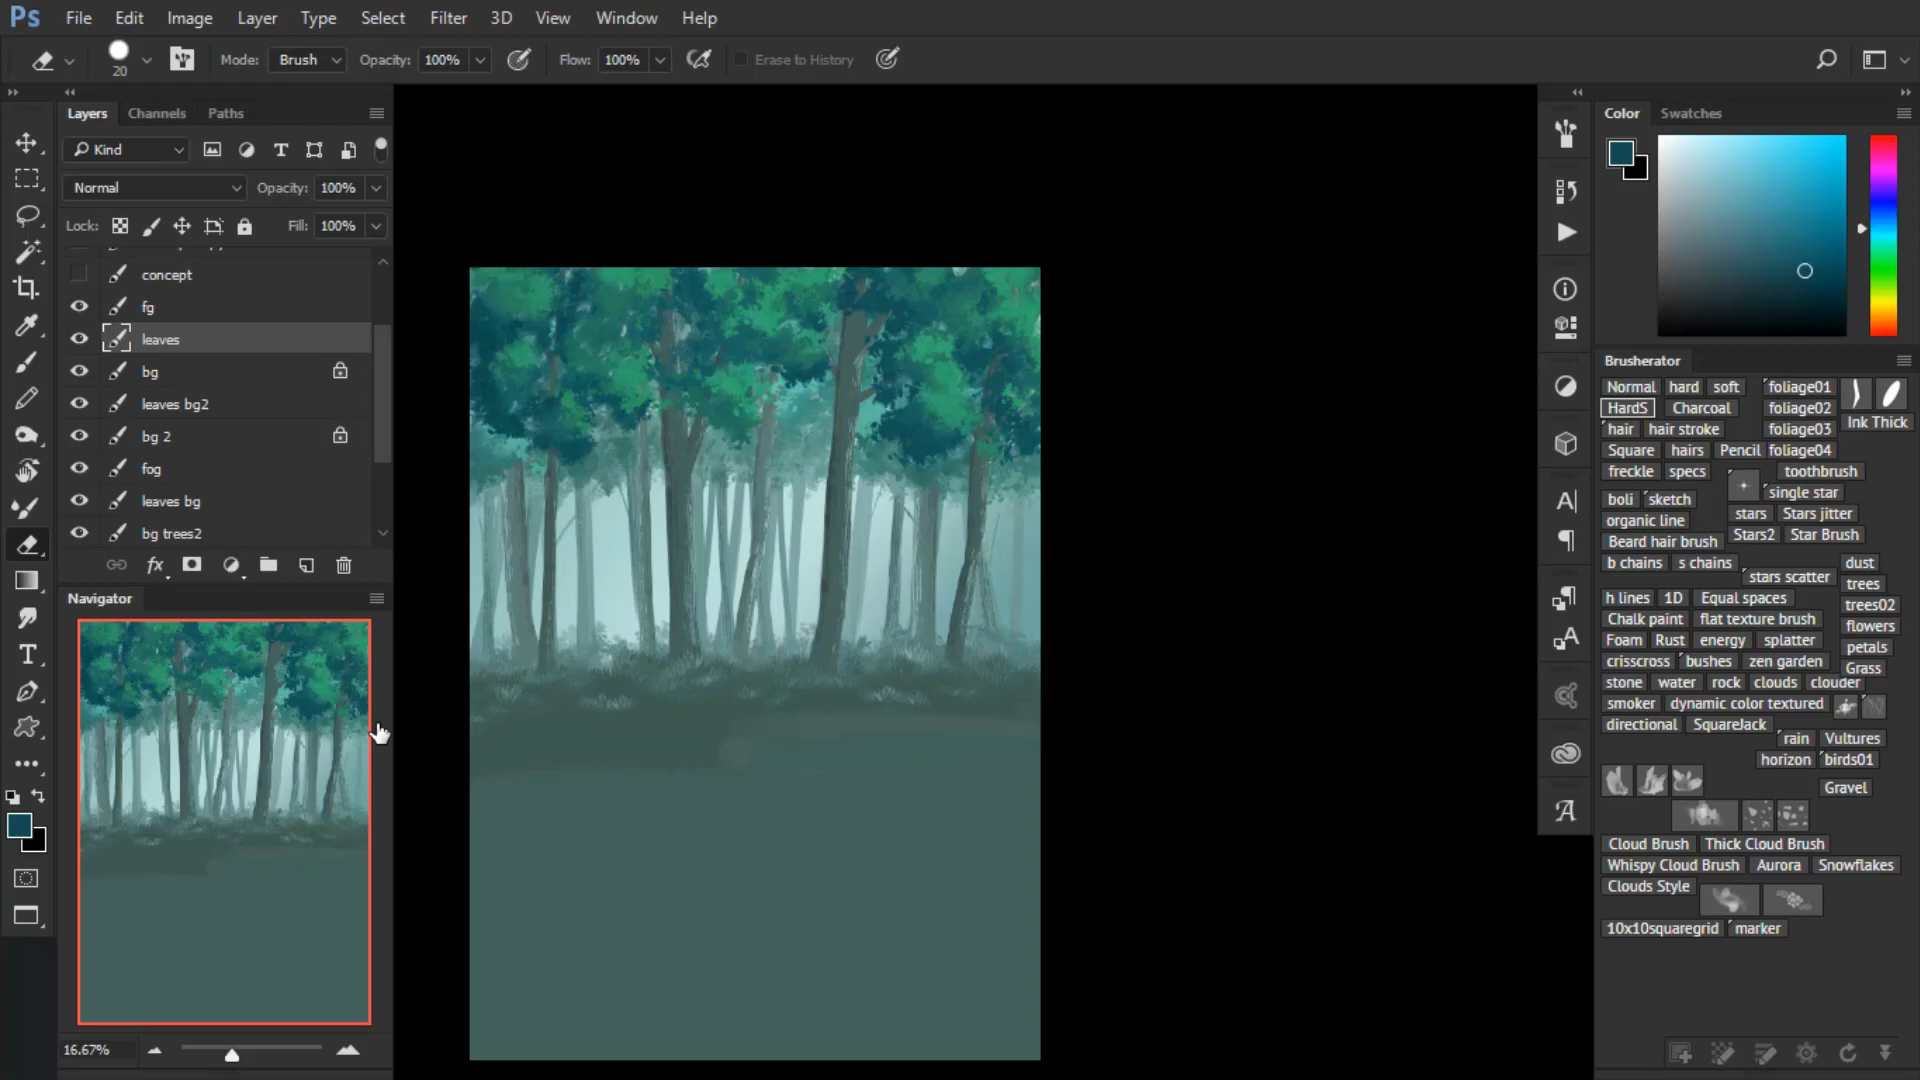 Ps File Edit Image Layer Type Select Filter 3D View Window Help
20 Mode: Brush Opacity: 100% Flow: 100% Erase to History
Layers Channels Paths
Kind
Normal Opacity: 100%
Lock: Fill: 100%
concept
fg
leaves
bg
leaves bg2
bg 2
fog
leaves bg
bg trees2
fx
Navigator
16.67%
Color Swatches
Brusherator
Normal hard soft foliage01
HardS Charcoal foliage02
Ink Thick
hair hair stroke foliage03
Square hairs Pencil foliage04
freckle specs toothbrush
boli sketch single star
organic line stars Stars jitter
Beard hair brush Stars2 Star Brush
b chains s chains dust
stars scatter trees
h lines 1D Equal spaces trees02
Chalk paint flat texture brush flowers
Foam Rust energy splatter petals
crisscross bushes zen garden Grass
stone water rock clouds clouder
smoker dynamic color textured
directional SquareJack
rain Vultures
horizon birds01
Gravel
Cloud Brush Thick Cloud Brush
Whispy Cloud Brush Aurora Snowflakes
Clouds Style
10x10squaregrid marker